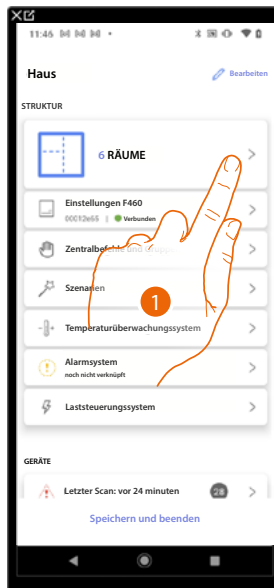 11:46
Haus
Bearbeiten
STRUKTUR
6 RÄUME
Einstellungen F460
00012e65 | Verbunden
Zentralbefehle und
Szenarien
1
Temperaturüberwachungssystem
Alarmsystem
noch nicht verknüpft
Laststeuerungssystem
GERÄTE
Letzter Scan: vor 24 minuten
28
Speichern und beenden